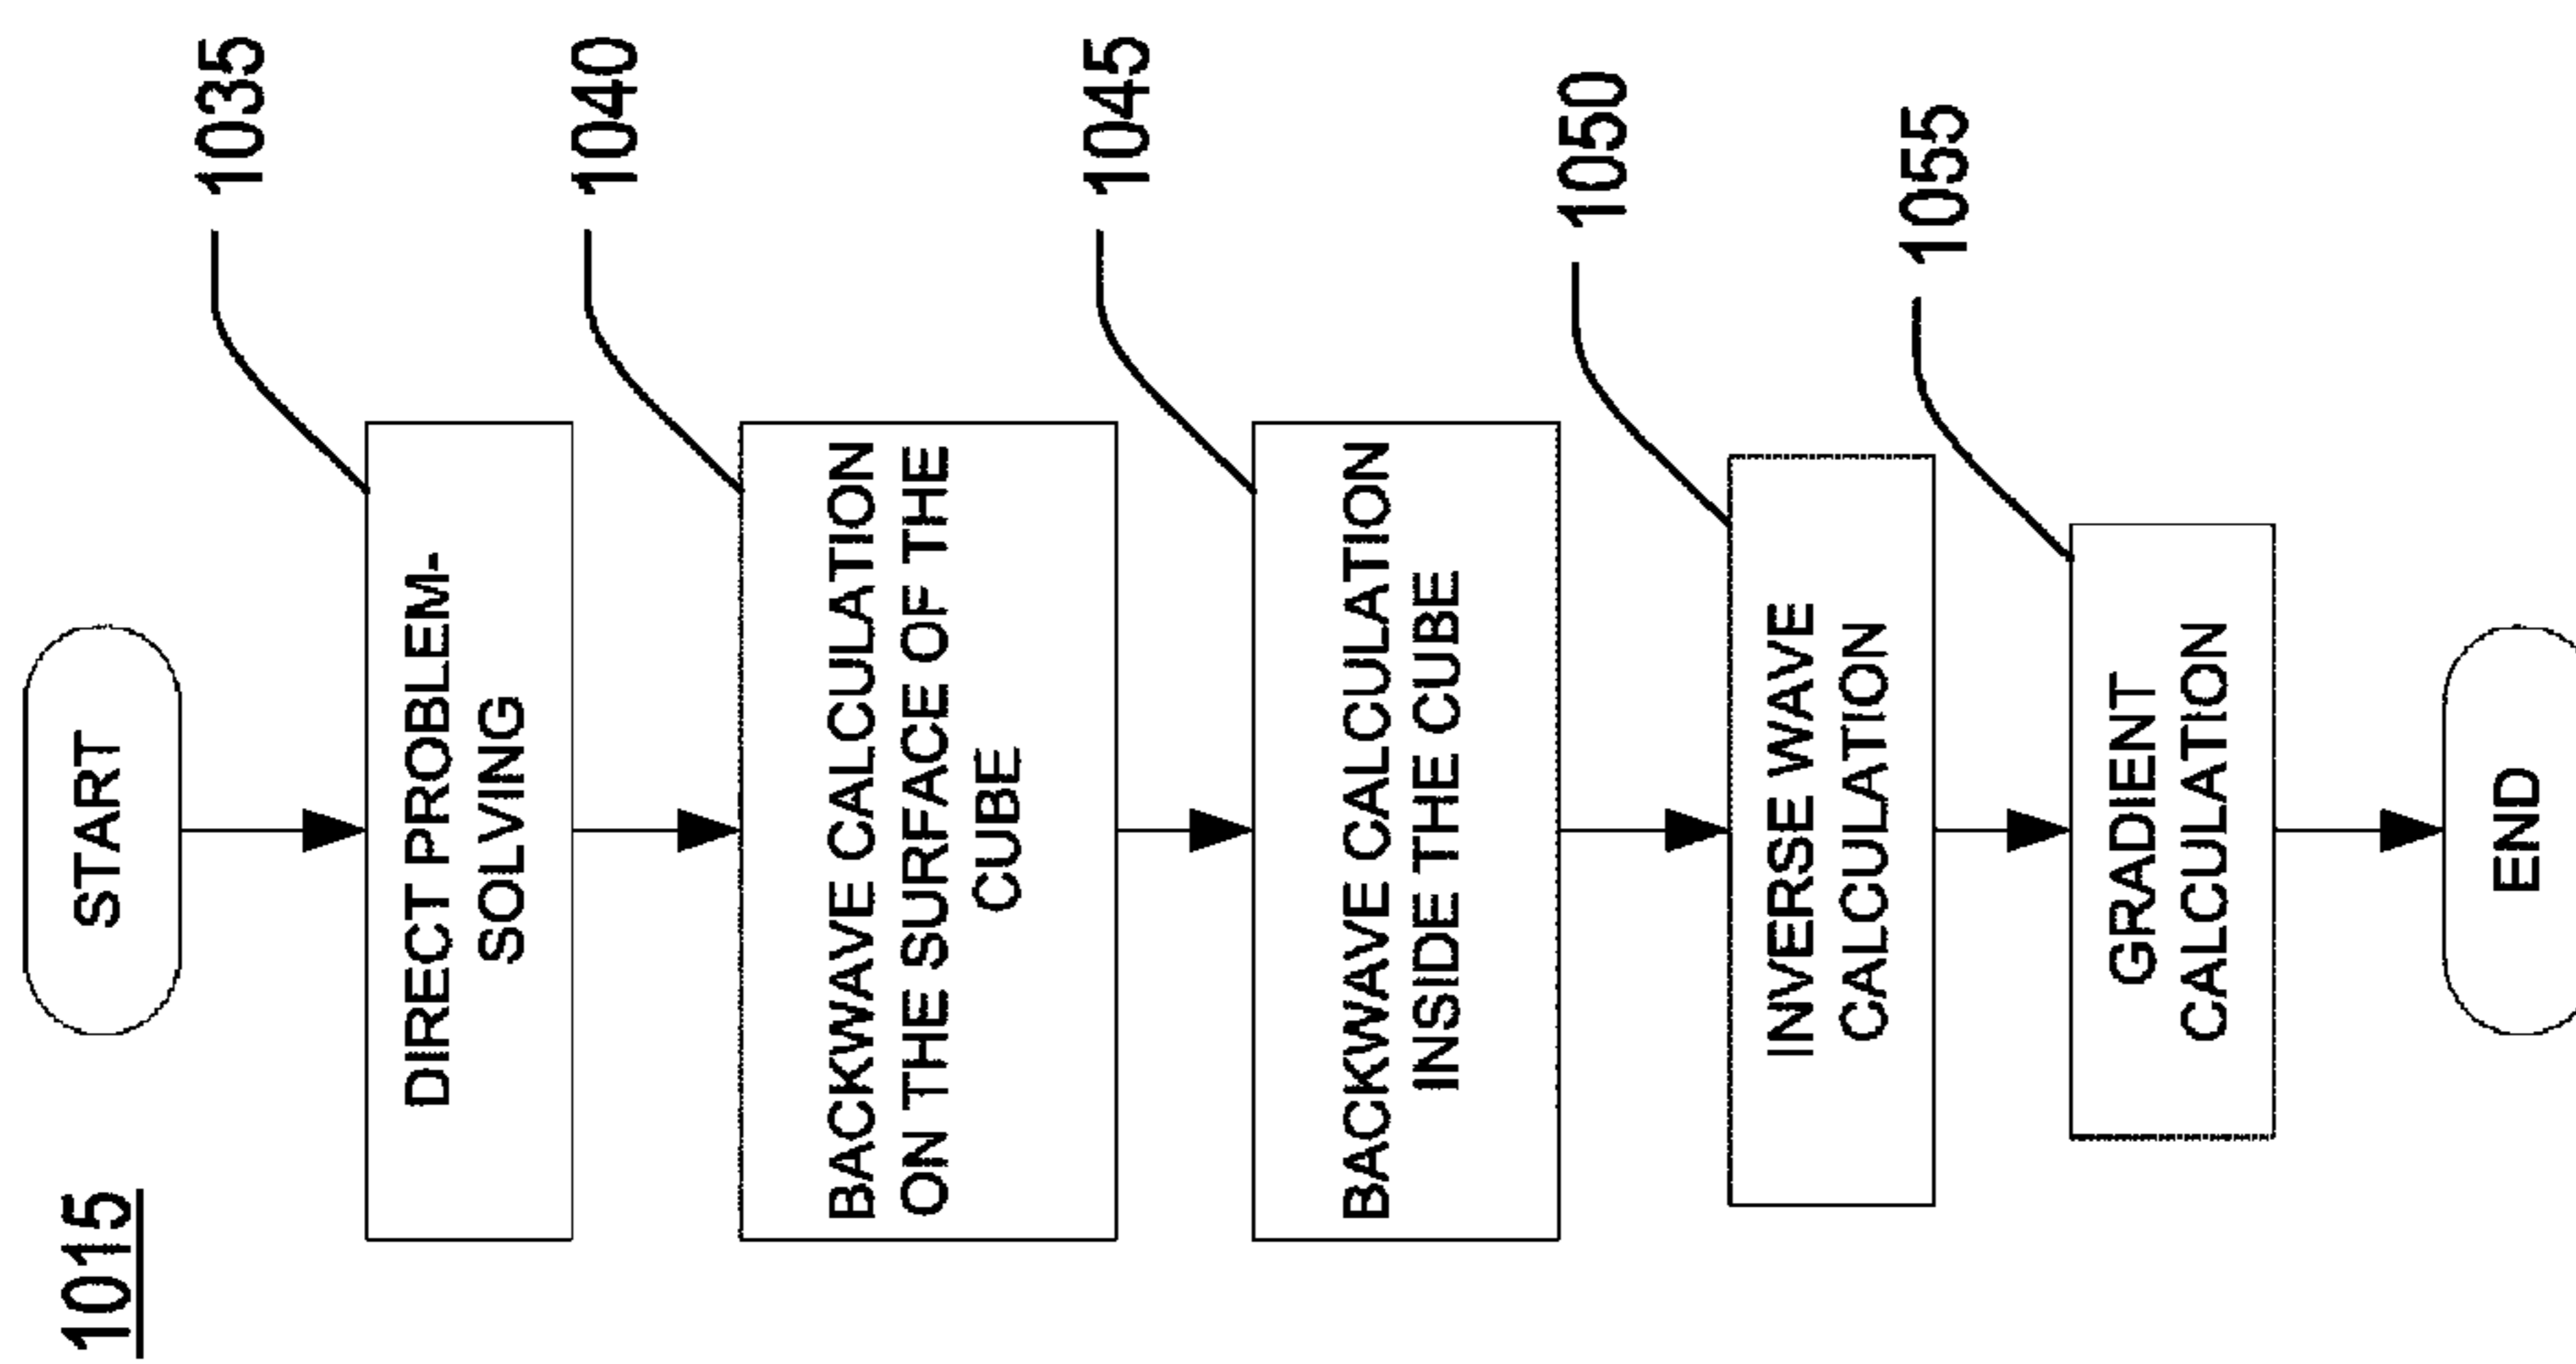 1015
START
1035
DIRECT PROBLEM-
SOLVING
1040
BACKWAVE CALCULATION
ON THE SURFACE OF THE
CUBE
1045
BACKWAVE CALCULATION
INSIDE THE CUBE
1050
INVERSE WAVE
CALCULATION
1055
GRADIENT
CALCULATION
END